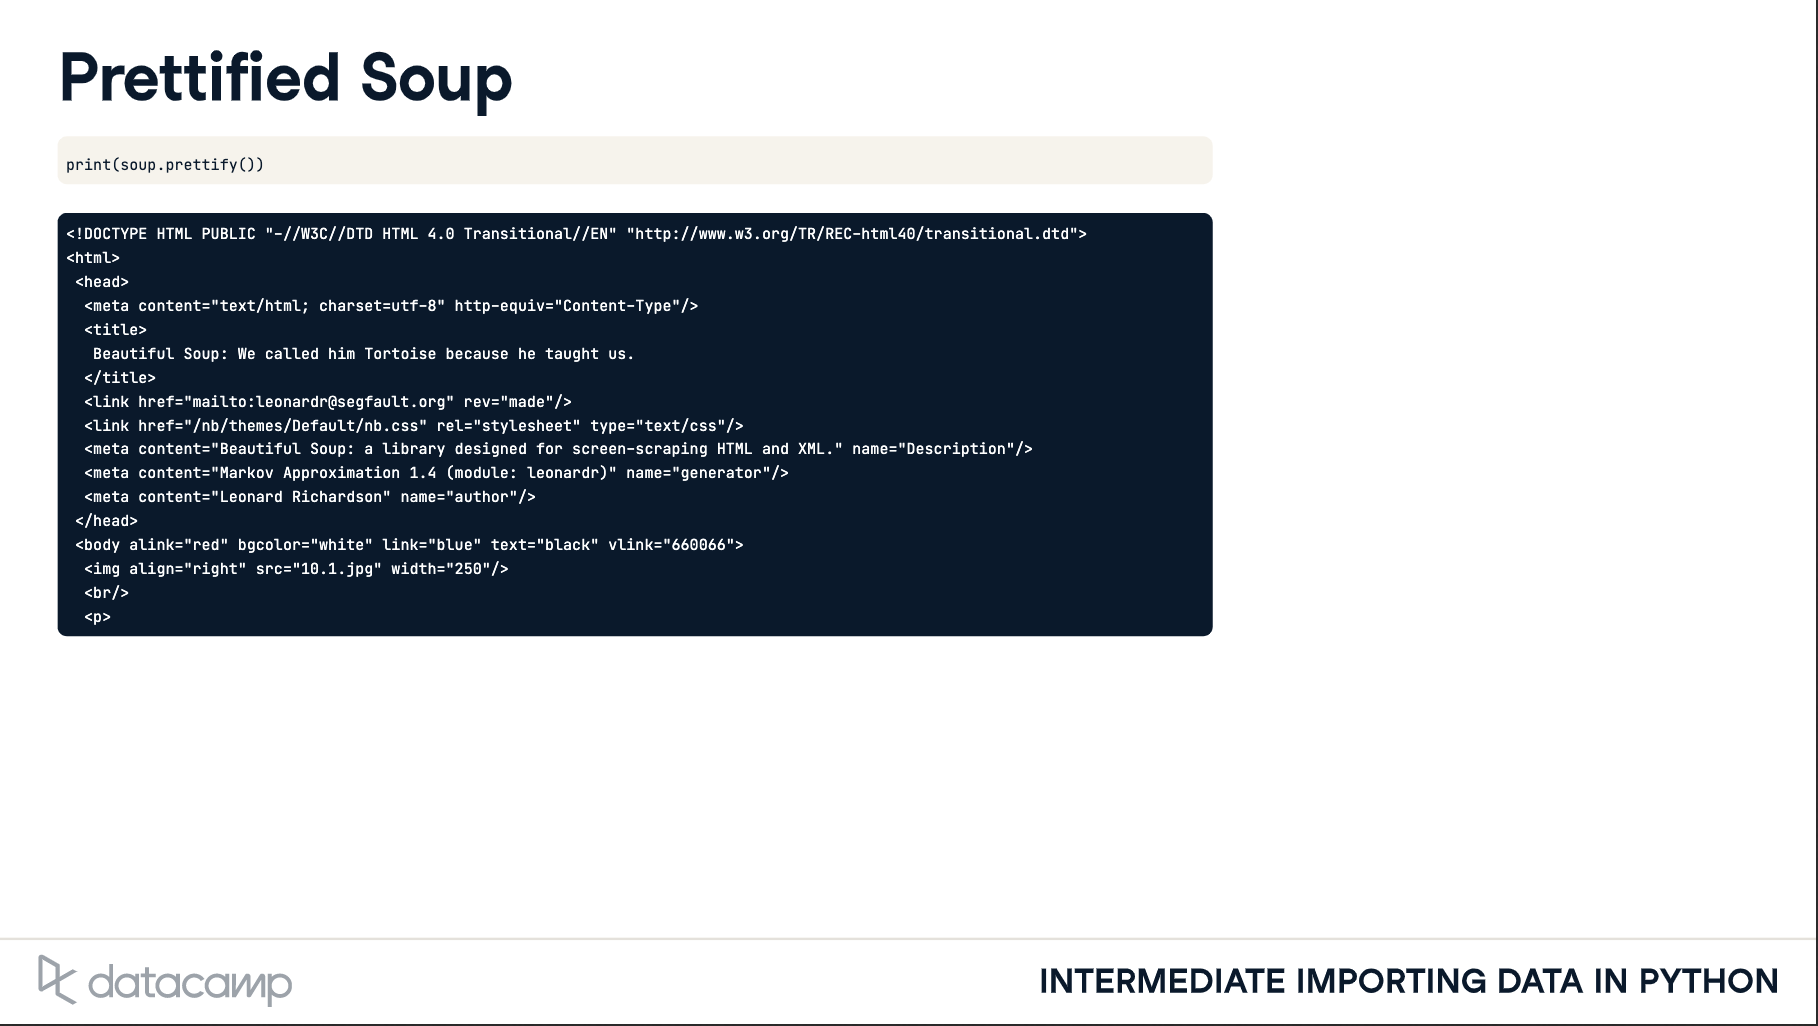 Prettified Soup
print(soup.prettify())
<!DOCTYPE HTML PUBLIC "-//W3C//DTD HTML 4.0 Transitional//EN" "http://www.w3.org/TR/REC-html40/transitional.dtd">
<html>
 <head>
  <meta content="text/html; charset=utf-8" http-equiv="Content-Type"/>
  <title>
   Beautiful Soup: We called him Tortoise because he taught us.
  </title>
  <link href="mailto:leonardr@segfault.org" rev="made"/>
  <link href="/nb/themes/Default/nb.css" rel="stylesheet" type="text/css"/>
  <meta content="Beautiful Soup: a library designed for screen-scraping HTML and XML." name="Description"/>
  <meta content="Markov Approximation 1.4 (module: leonardr)" name="generator"/>
  <meta content="Leonard Richardson" name="author"/>
 </head>
 <body alink="red" bgcolor="white" link="blue" text="black" vlink="660066">
  <img align="right" src="10.1.jpg" width="250"/>
  <br/>
  <p>
datacamp
INTERMEDIATE IMPORTING DATA IN PYTHON